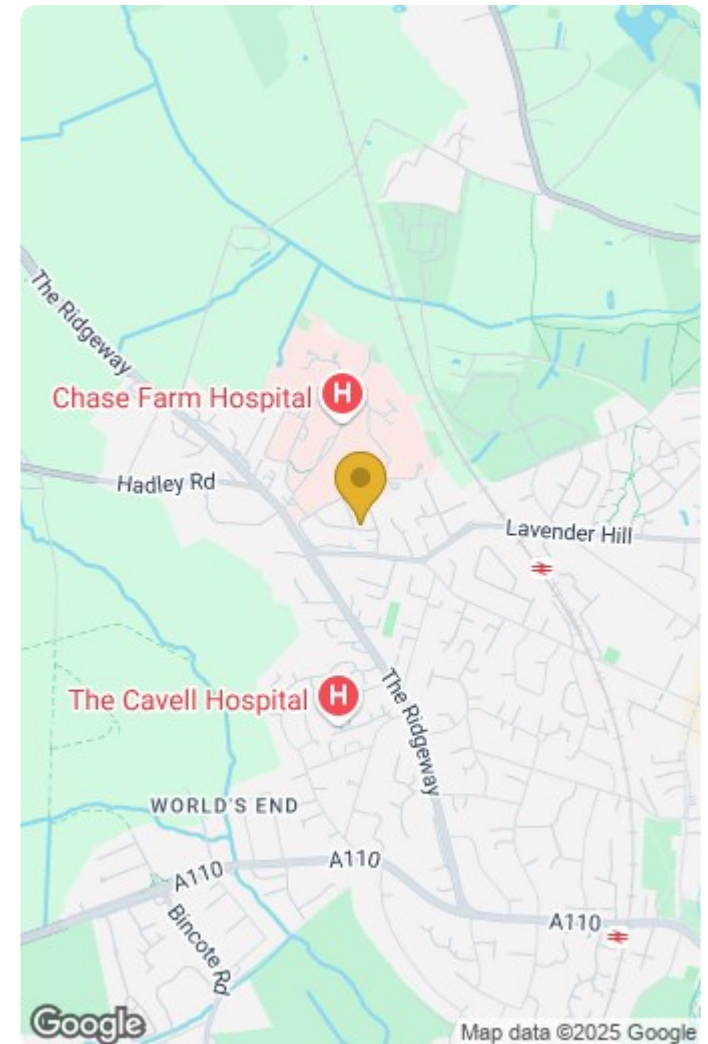 The Ridgeway
Chase Farm Hospital
H
Hadley Rd
Lavender Hill
The Cavell Hospital
H
The Ridgeway
WORLD'S END
A110
A110
Bincote Rd
A110
Google
Map data ©2025 Google